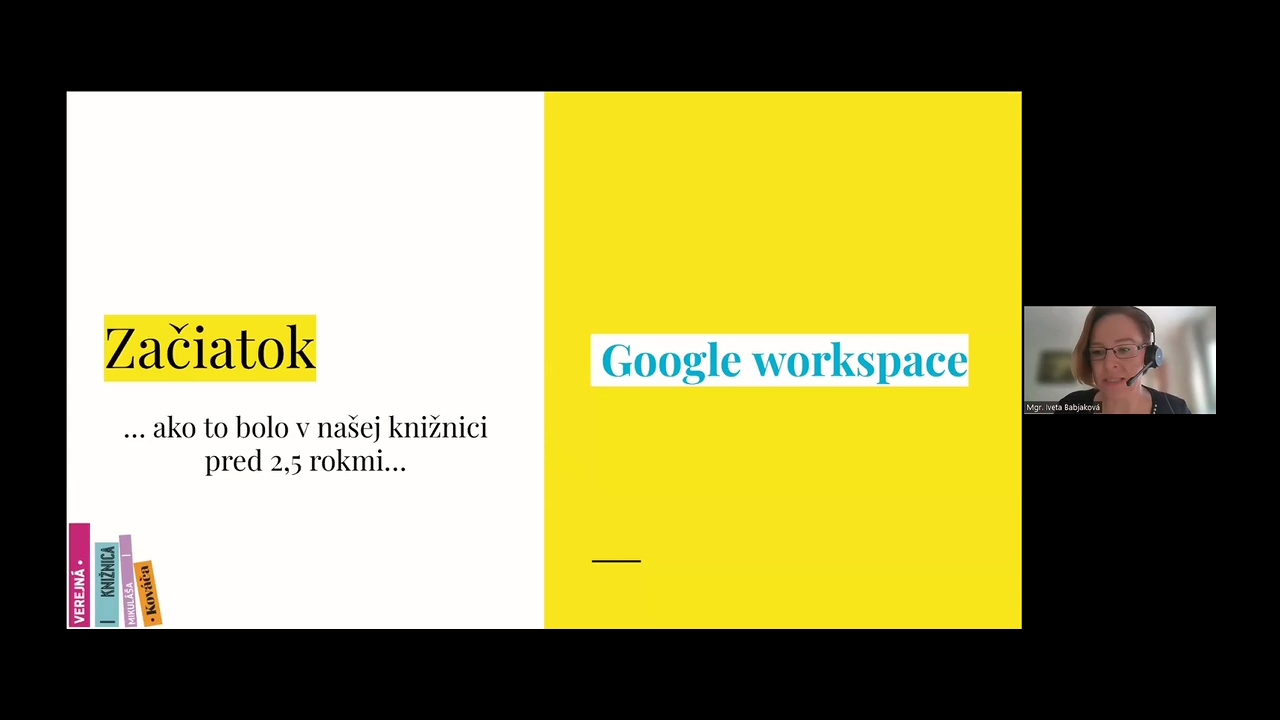 Začiatok
... ako to bolo v našej knižnici
pred 2,5 rokmi...
Google workspace
VEREJNÁ •
| KNIŽNICA
MIKULÁŠA |
• Kováča
Mgr. Iveta Babjaková